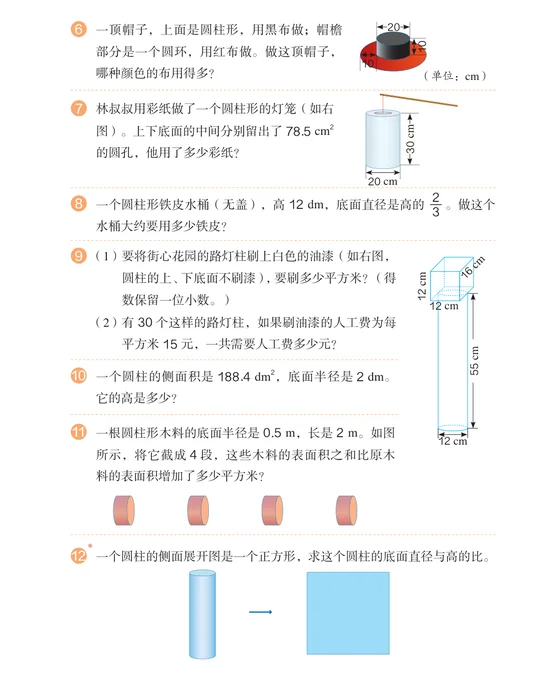 6 一顶帽子，上面是圆柱形，用黑布做；帽檐
部分是一个圆环，用红布做。做这顶帽子，
哪种颜色的布用得多？
20
10
10
（单位：cm）
7 林叔叔用彩纸做了一个圆柱形的灯笼（如右
图）。上下底面的中间分别留出了 78.5 cm²
的圆孔，他用了多少彩纸？
30 cm
20 cm
8 一个圆柱形铁皮水桶（无盖），高 12 dm，底面直径是高的 2/3 。做这个
水桶大约要用多少铁皮？
9 （1）要将街心花园的路灯柱刷上白色的油漆（如右图，
圆柱的上、下底面不刷漆），要刷多少平方米？（得
数保留一位小数。）
（2）有 30 个这样的路灯柱，如果刷油漆的人工费为每
平方米 15 元，一共需要人工费多少元？
16 cm
12 cm
12 cm
55 cm
12 cm
10 一个圆柱的侧面积是 188.4 dm²，底面半径是 2 dm。
它的高是多少？
11 一根圆柱形木料的底面半径是 0.5 m，长是 2 m。如图
所示，将它截成 4 段，这些木料的表面积之和比原木
料的表面积增加了多少平方米？
12* 一个圆柱的侧面展开图是一个正方形，求这个圆柱的底面直径与高的比。